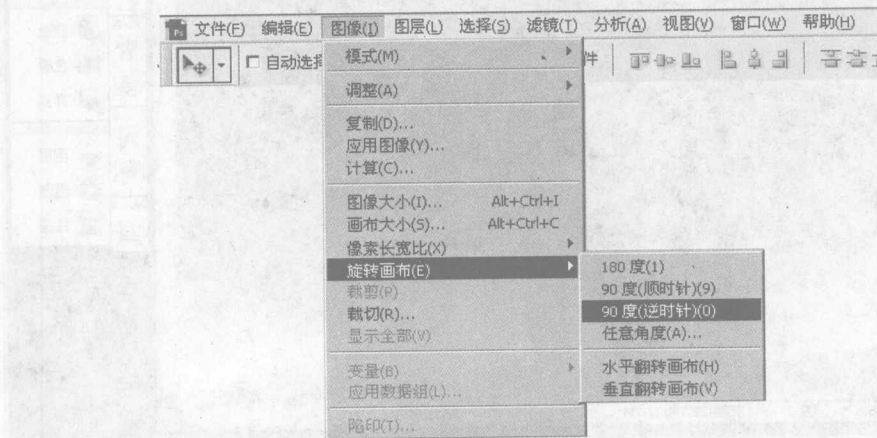 Ps 文件(F) 编辑(E) 图像(I) 图层(L) 选择(S) 滤镜(T) 分析(A) 视图(V) 窗口(W) 帮助(H)
自动选择 件
模式(M)
调整(A)
复制(D)...
应用图像(Y)...
计算(C)...
图像大小(I)... Alt+Ctrl+I
画布大小(S)... Alt+Ctrl+C
像素长宽比(X)
旋转画布(E)
裁剪(P)
裁切(R)...
显示全部(V)
变量(B)
应用数据组(L)...
陷印(T)...
180 度(1)
90 度(顺时针)(9)
90 度(逆时针)(0)
任意角度(A)...
水平翻转画布(H)
垂直翻转画布(V)